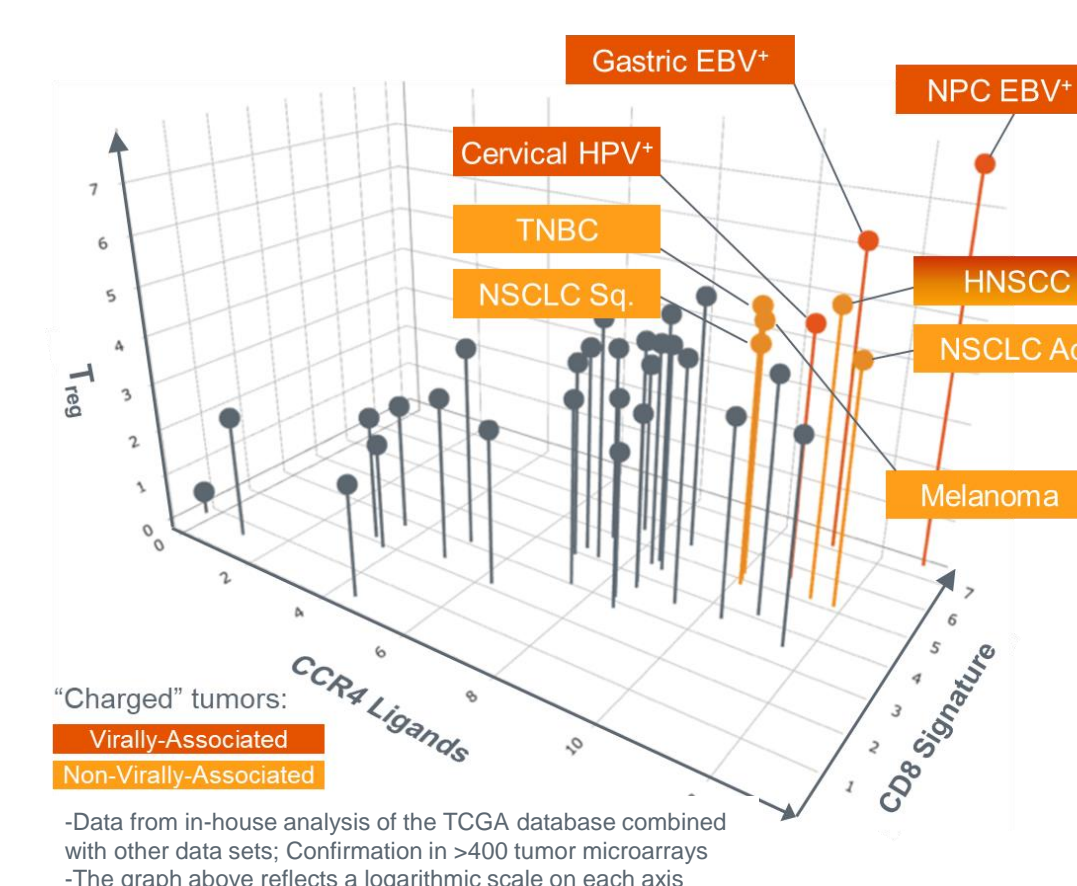 Gastric EBV+
NPC EBV+
Cervical HPV+
TNBC
NSCLC Sq.
HNSCC
NSCLC
Melanoma
Treg
7
6
5
4
3
2
1
0
0
2
4
6
8
10
CCR4 Ligands
7
6
5
4
3
2
1
CD8 Signature
“Charged” tumors:
Virally-Associated
Non-Virally-Associated
-Data from in-house analysis of the TCGA database combined
with other data sets; Confirmation in >400 tumor microarrays
-The graph above reflects a logarithmic scale on each axis